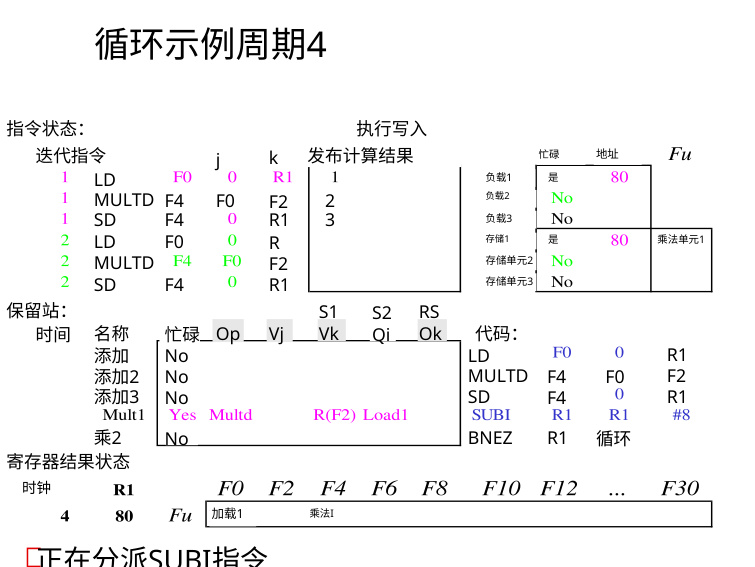 循环示例周期4
指令状态： 执行写入
迭代指令 j k 发布计算结果 忙碌 地址 Fu
1 LD F0 0 R1 1 负载1 是 80
1 MULTD F4 F0 F2 2 负载2 No
1 SD F4 0 R1 3 负载3 No
2 LD F0 0 R 存储1 是 80 乘法单元1
2 MULTD F4 F0 F2 存储单元2 No
2 SD F4 0 R1 存储单元3 No
保留站： S1 S2 RS
时间 名称 忙碌 Op Vj Vk Qi Ok 代码：
添加 No LD F0 0 R1
添加2 No MULTD F4 F0 F2
添加3 No SD F4 0 R1
Mult1 Yes Multd R(F2) Load1 SUBI R1 R1 #8
乘2 No BNEZ R1 循环
寄存器结果状态
时钟 R1 F0 F2 F4 F6 F8 F10 F12 ... F30
4 80 Fu 加载1 乘法I
正在分派SUBI指令